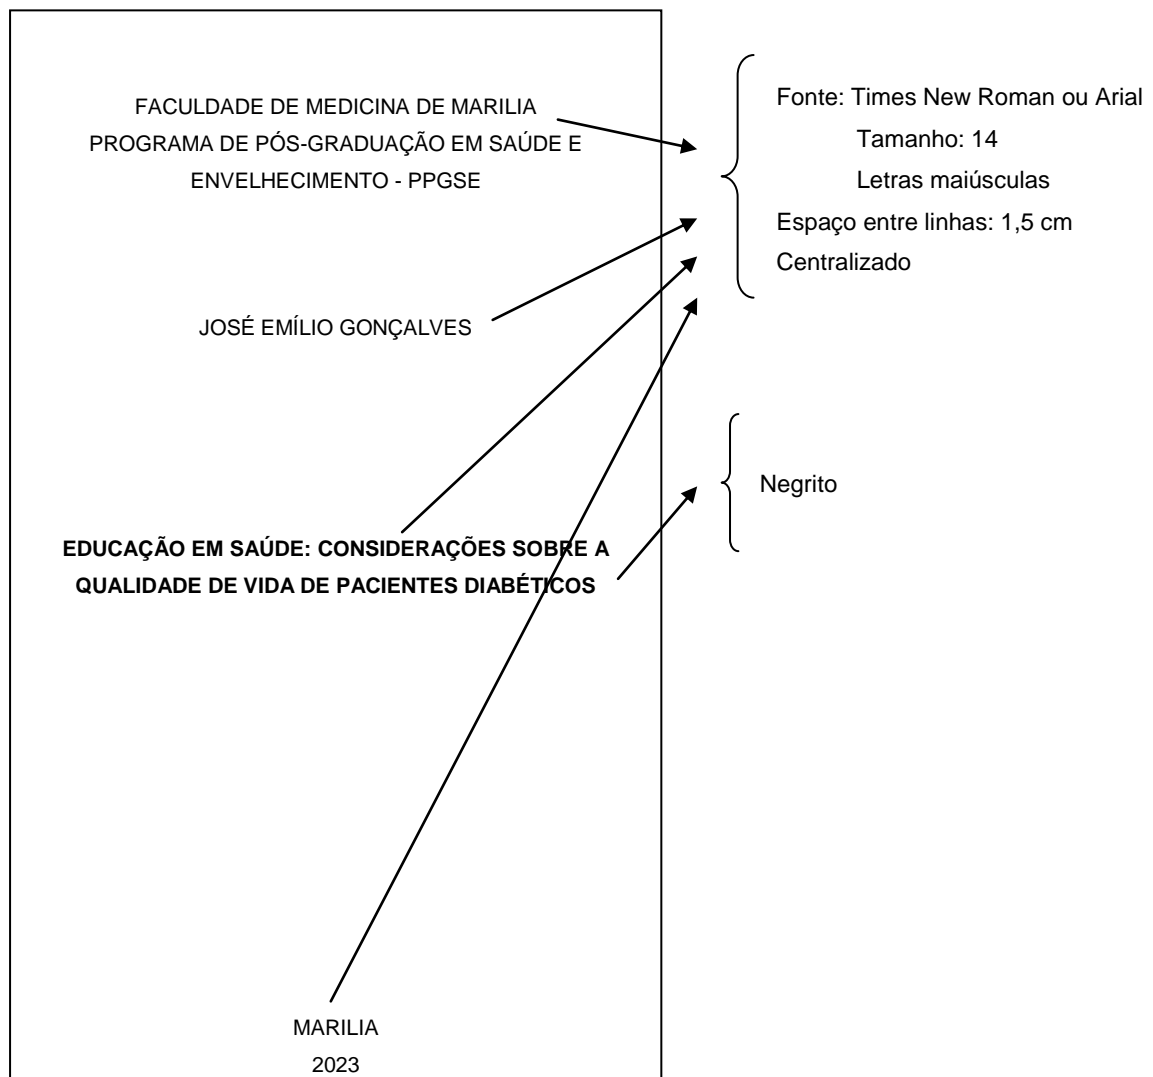 FACULDADE DE MEDICINA DE MARILIA
PROGRAMA DE PÓS-GRADUAÇÃO EM SAÚDE E
ENVELHECIMENTO - PPGSE
JOSÉ EMÍLIO GONÇALVES
EDUCAÇÃO EM SAÚDE: CONSIDERAÇÕES SOBRE A
QUALIDADE DE VIDA DE PACIENTES DIABÉTICOS
MARILIA
2023
Fonte: Times New Roman ou Arial
Tamanho: 14
Letras maiúsculas
Espaço entre linhas: 1,5 cm
Centralizado
Negrito